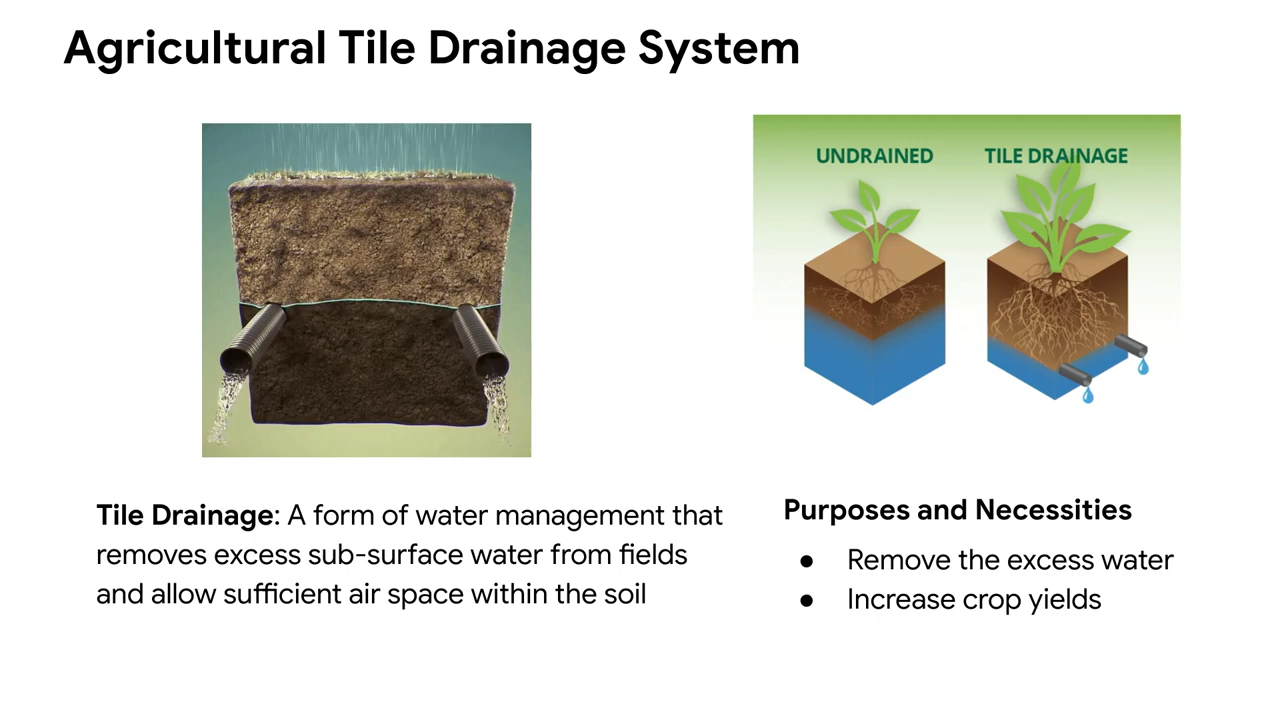 Agricultural Tile Drainage System
UNDRAINED
TILE DRAINAGE
Tile Drainage: A form of water management that
removes excess sub-surface water from fields
and allow sufficient air space within the soil
Purposes and Necessities
● Remove the excess water
● Increase crop yields